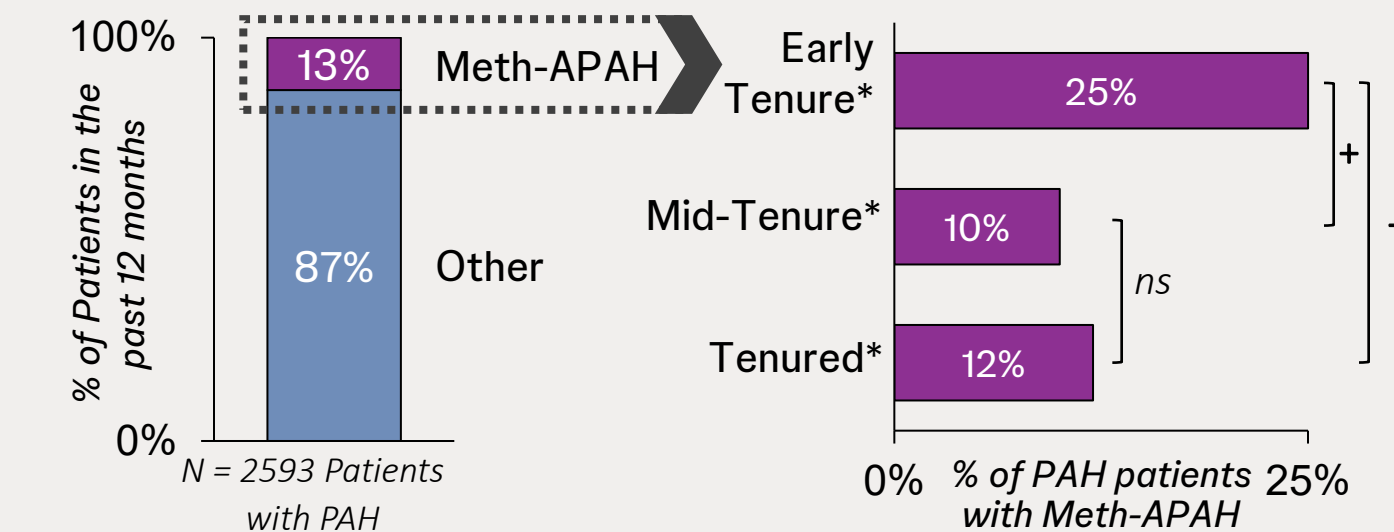 100%
% of Patients in the
past 12 months
13%
Meth-APAH
87%
Other
0%
N = 2593 Patients
with PAH
Early
Tenure*
25%
+
Mid-Tenure*
10%
ns
Tenured*
12%
0%
% of PAH patients
with Meth-APAH
25%